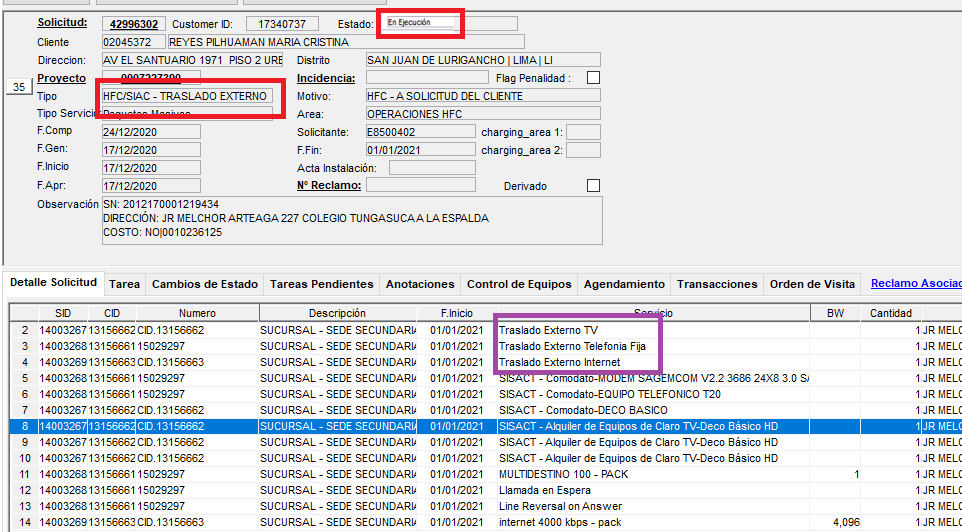 Solicitud: 42996302 Customer ID: 17340737 Estado: En Ejecución
Cliente 02045372 REYES PILHUAMAN MARIA CRISTINA
Direccion: AV EL SANTUARIO 1971 PISO 2 URB Distrito SAN JUAN DE LURIGANCHO | LIMA | LI
Proyecto Incidencia: Flag Penalidad :
35
Tipo HFC/SIAC - TRASLADO EXTERNO Motivo: HFC - A SOLICITUD DEL CLIENTE
Tipo Servicio Paquetes Masivos Area: OPERACIONES HFC
F.Comp 24/12/2020 Solicitante: E8500402 charging_area 1:
F.Gen: 17/12/2020 F.Fin: 01/01/2021 charging_area 2:
F.Inicio 17/12/2020 Acta Instalación:
F.Apr: 17/12/2020 Nº Reclamo: Derivado
Observación SN: 2012170001219434
DIRECCIÓN: JR MELCHOR ARTEAGA 227 COLEGIO TUNGASUCA A LA ESPALDA
COSTO: NO|0010236125
Detalle Solicitud Tarea Cambios de Estado Tareas Pendientes Anotaciones Control de Equipos Agendamiento Transacciones Orden de Visita Reclamo Asociad
SID CID Numero Descripción F.Inicio Servicio BW Cantidad
2 14003267 13156662 CID.13156662 SUCURSAL - SEDE SECUNDARIA 01/01/2021 Traslado Externo TV 1 JR MELC
3 14003268 13156661 15029297 SUCURSAL - SEDE SECUNDARIA 01/01/2021 Traslado Externo Telefonia Fija 1 JR MELC
4 14003269 13156663 CID.13156663 SUCURSAL - SEDE SECUNDARIA 01/01/2021 Traslado Externo Internet 1 JR MELC
5 14003268 13156661 15029297 SUCURSAL - SEDE SECUNDARIA 01/01/2021 SISACT - Comodato-MODEM SAGEMCOM V2.2 3686 24X8 3.0 S/ 1 JR MELC
6 14003268 13156661 15029297 SUCURSAL - SEDE SECUNDARIA 01/01/2021 SISACT - Comodato-EQUIPO TELEFONICO T20 1 JR MELC
7 14003267 13156662 CID.13156662 SUCURSAL - SEDE SECUNDARIA 01/01/2021 SISACT - Comodato-DECO BASICO 1 JR MELC
8 14003267 13156662 CID.13156662 SUCURSAL - SEDE SECUNDARIA 01/01/2021 SISACT - Alquiler de Equipos de Claro TV-Deco Básico HD 1 JR MELC
9 14003267 13156662 CID.13156662 SUCURSAL - SEDE SECUNDARIA 01/01/2021 SISACT - Alquiler de Equipos de Claro TV-Deco Básico HD 1 JR MELC
10 14003267 13156662 CID.13156662 SUCURSAL - SEDE SECUNDARIA 01/01/2021 SISACT - Alquiler de Equipos de Claro TV-Deco Básico HD 1 JR MELC
11 14003268 13156661 15029297 SUCURSAL - SEDE SECUNDARIA 01/01/2021 MULTIDESTINO 100 - PACK 1 1 JR MELC
12 14003268 13156661 15029297 SUCURSAL - SEDE SECUNDARIA 01/01/2021 Llamada en Espera 1 JR MELC
13 14003268 13156661 15029297 SUCURSAL - SEDE SECUNDARIA 01/01/2021 Line Reversal on Answer 1 JR MELC
14 14003269 13156663 CID.13156663 SUCURSAL - SEDE SECUNDARIA 01/01/2021 internet 4000 kbps - pack 4,096 1 JR MELC